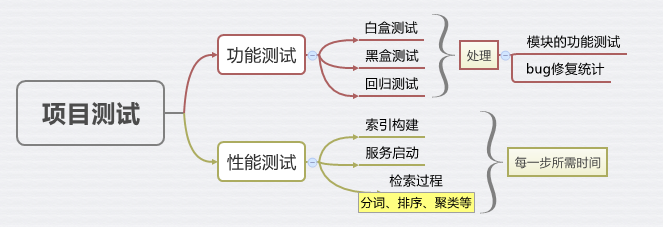 项目测试
功能测试
白盒测试
黑盒测试
回归测试
处理
模块的功能测试
bug修复统计
性能测试
索引构建
服务启动
检索过程
分词、排序、聚类等
每一步所需时间